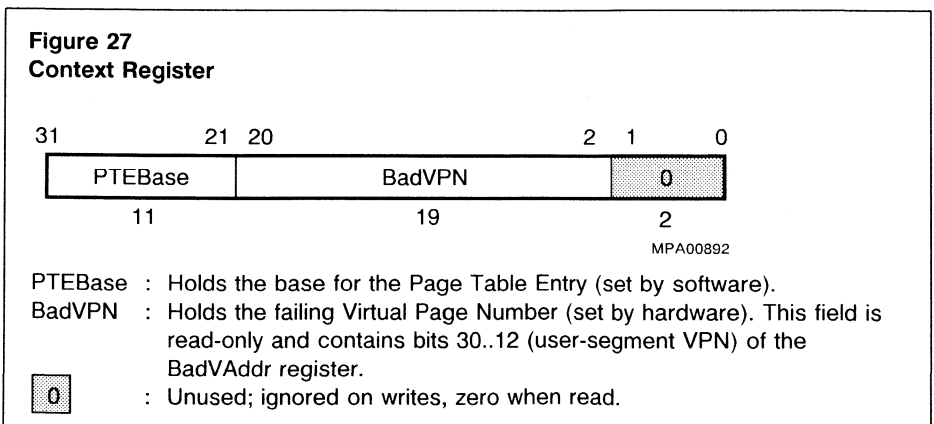 Figure 27
Context Register
31 21 20 2 1 0
PTEBase BadVPN 0
11 19 2
MPA00892
PTEBase : Holds the base for the Page Table Entry (set by software).
BadVPN : Holds the failing Virtual Page Number (set by hardware). This field is
read-only and contains bits 30..12 (user-segment VPN) of the
BadVAddr register.
0 : Unused; ignored on writes, zero when read.